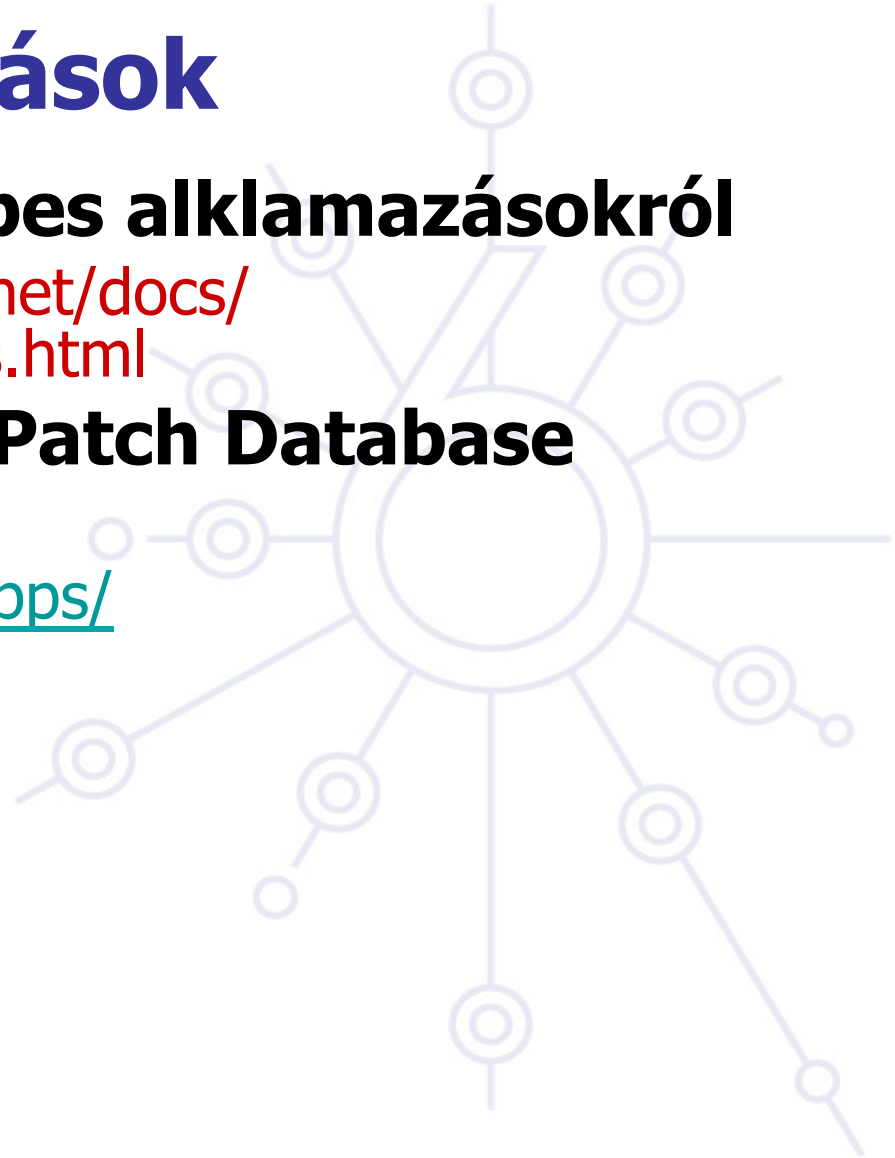 ások
bes alklamazásokról
net/docs/
s.html
Patch Database
pps/